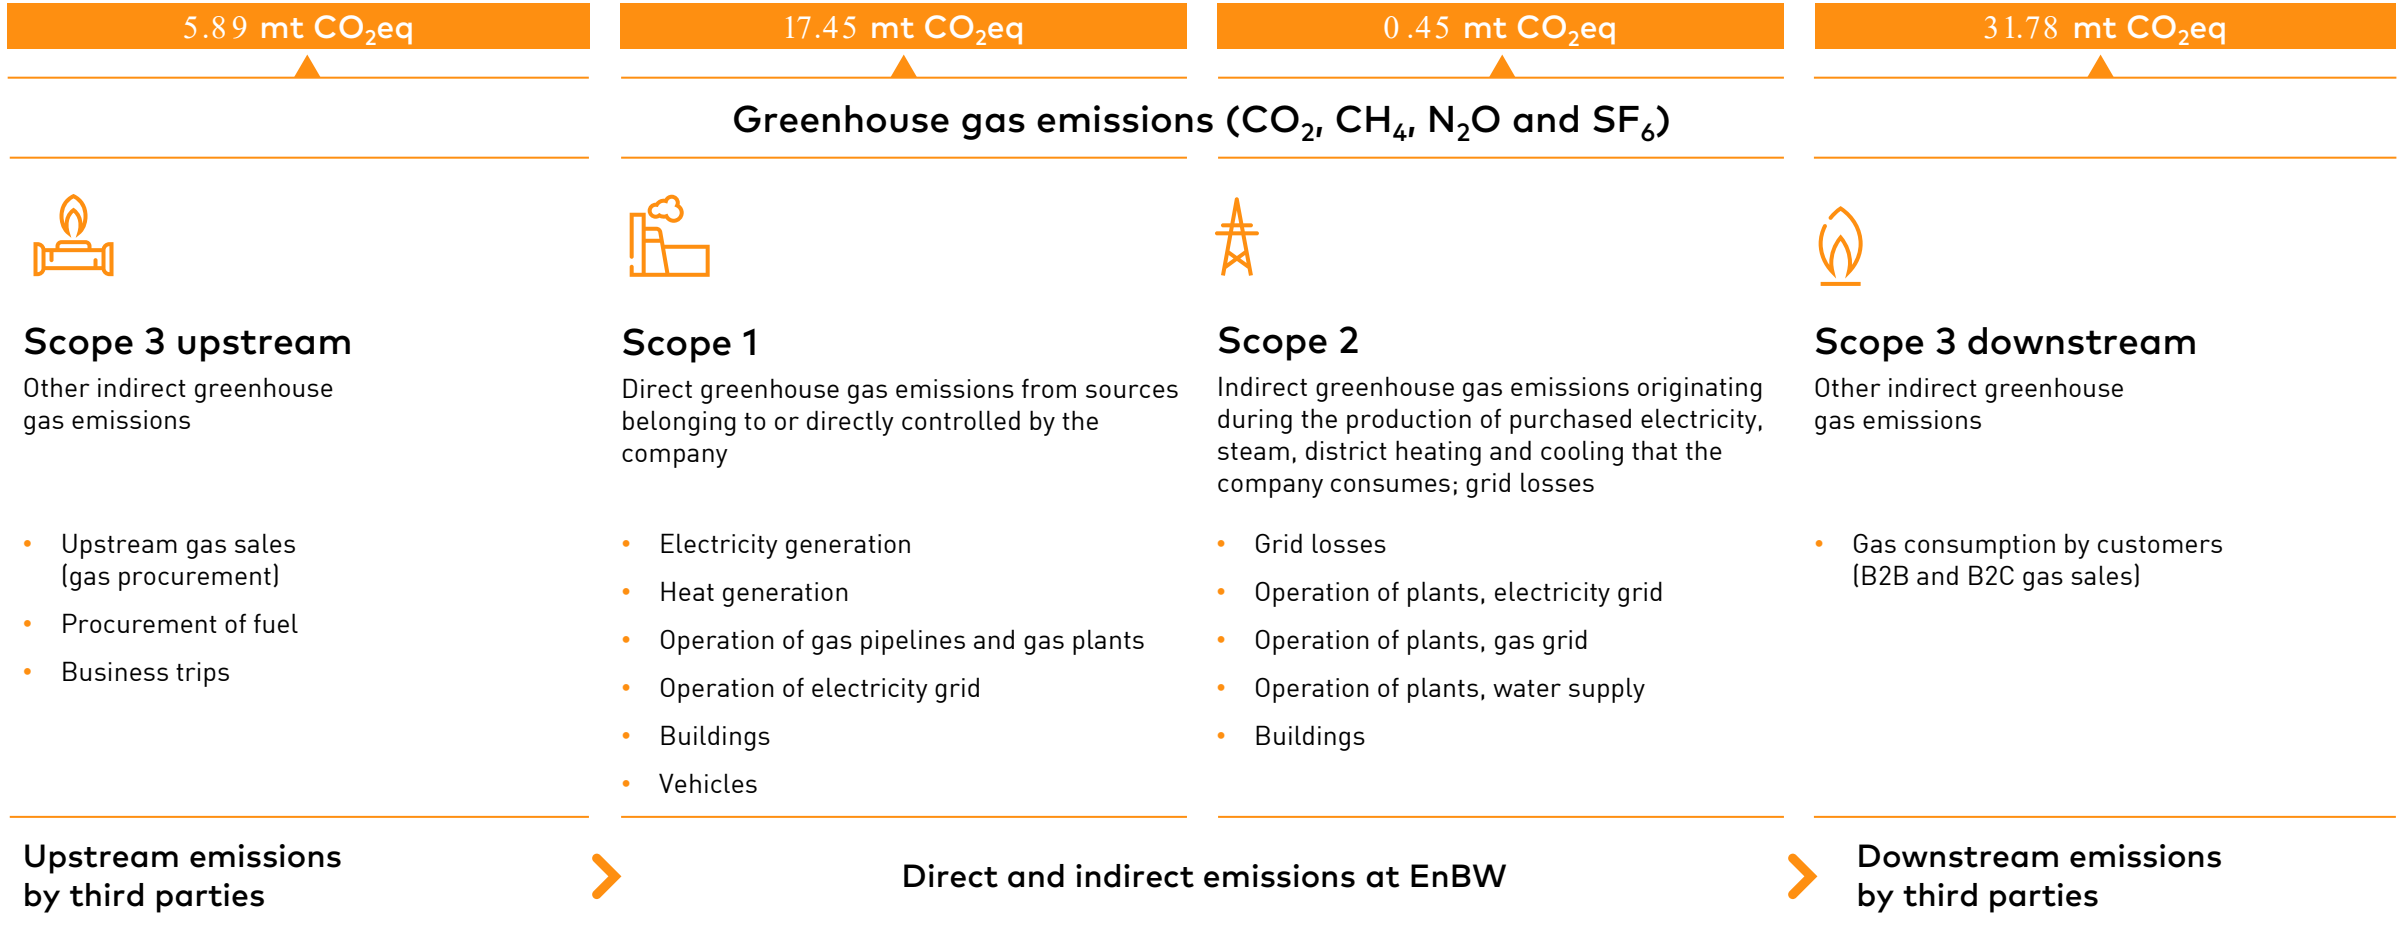 5.89 mt CO₂eq
17.45 mt CO₂eq
0.45 mt CO₂eq
31.78 mt CO₂eq
Greenhouse gas emissions (CO₂, CH₄, N₂O and SF₆)
Scope 3 upstream
Other indirect greenhouse
gas emissions
• Upstream gas sales
(gas procurement)
• Procurement of fuel
• Business trips
Upstream emissions
by third parties
Scope 1
Direct greenhouse gas emissions from sources
belonging to or directly controlled by the
company
• Electricity generation
• Heat generation
• Operation of gas pipelines and gas plants
• Operation of electricity grid
• Buildings
• Vehicles
Scope 2
Indirect greenhouse gas emissions originating
during the production of purchased electricity,
steam, district heating and cooling that the
company consumes; grid losses
• Grid losses
• Operation of plants, electricity grid
• Operation of plants, gas grid
• Operation of plants, water supply
• Buildings
Direct and indirect emissions at EnBW
Scope 3 downstream
Other indirect greenhouse
gas emissions
• Gas consumption by customers
(B2B and B2C gas sales)
Downstream emissions
by third parties